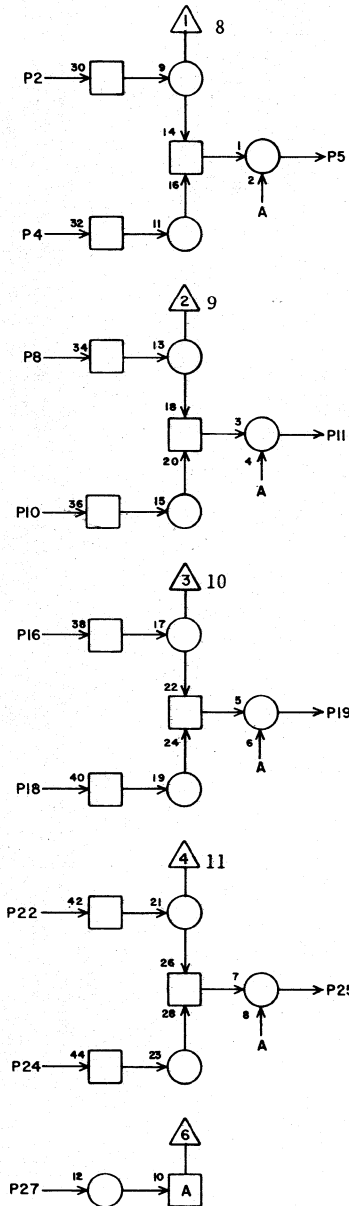 1 8
P2 30 9
14 1 P5
16 2
P4 32 11 A
2 9
P8 34 13
18 3 P11
20 4
P10 36 15 A
3 10
P16 38 17
22 5 P19
24 6
P18 40 19 A
4 11
P22 42 21
26 7 P25
28 8
P24 44 23 A
6
P27 12 10 A